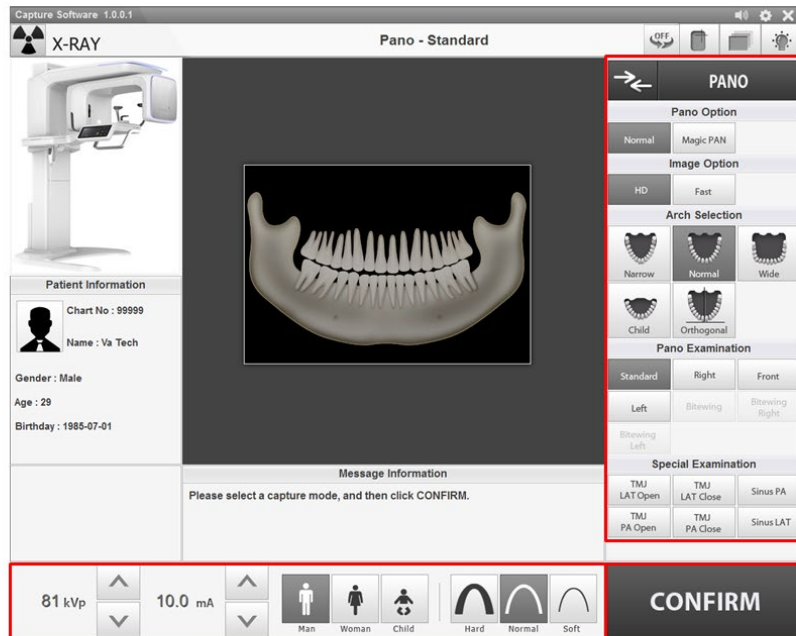 Capture Software 1.0.0.1
X-RAY
Pano - Standard
OFF
PANO
Pano Option
Normal
Magic PAN
Image Option
HD
Fast
Arch Selection
Narrow
Normal
Wide
Child
Orthogonal
Pano Examination
Standard
Right
Front
Left
Bitewing
Bitewing
Right
Bitewing
Left
Special Examination
TMJ
LAT Open
TMJ
LAT Close
Sinus PA
TMJ
PA Open
TMJ
PA Close
Sinus LAT
Patient Information
Chart No : 99999
Name : Va Tech
Gender : Male
Age : 29
Birthday : 1985-07-01
Message Information
Please select a capture mode, and then click CONFIRM.
81 kVp
10.0 mA
Man
Woman
Child
Hard
Normal
Soft
CONFIRM